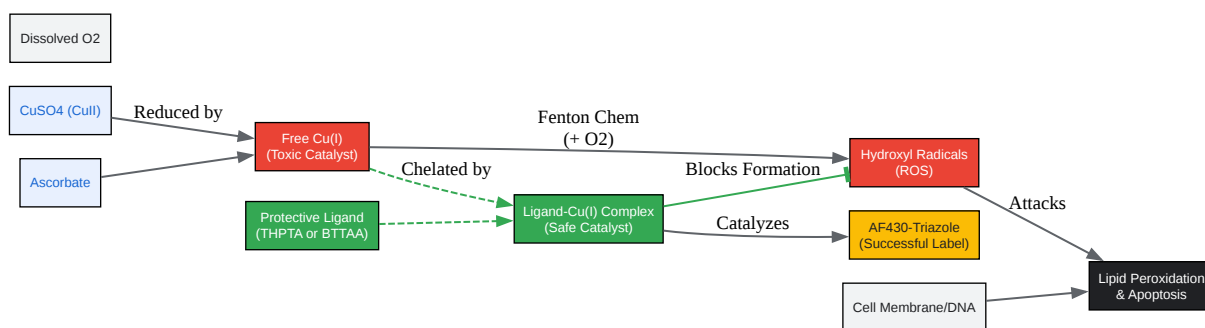 Dissolved O2
CuSO4 (CuII)
Reduced by
Ascorbate
Free Cu(I)
(Toxic Catalyst)
Fenton Chem
(+ O2)
Chelated by
Protective Ligand
(THPTA or BTTAA)
Ligand-Cu(I) Complex
(Safe Catalyst)
Blocks Formation
Catalyzes
Hydroxyl Radicals
(ROS)
AF430-Triazole
(Successful Label)
Attacks
Cell Membrane/DNA
Lipid Peroxidation
& Apoptosis